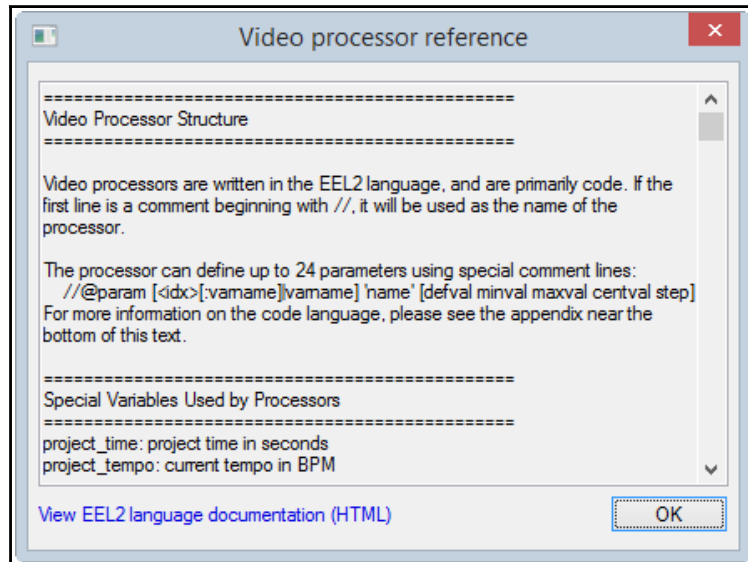 Video processor reference
===============================================
Video Processor Structure
===============================================
Video processors are written in the EEL2 language, and are primarily code. If the
first line is a comment beginning with //, it will be used as the name of the
processor.
The processor can define up to 24 parameters using special comment lines:
//@param [<idx>[:varname]|varname] 'name' [defval minval maxval centval step]
For more information on the code language, please see the appendix near the
bottom of this text.
===============================================
Special Variables Used by Processors
===============================================
project_time: project time in seconds
project_tempo: current tempo in BPM
View EEL2 language documentation (HTML)
OK